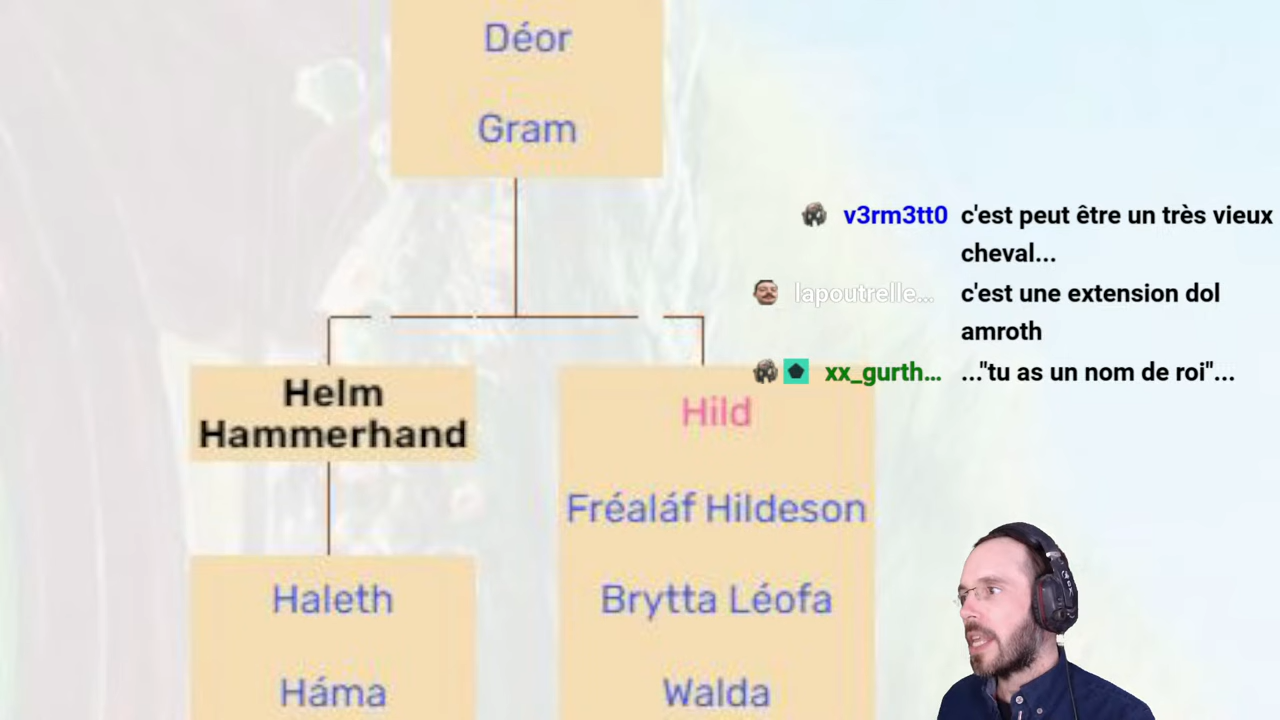 Déor
Gram
Helm
Hammerhand
Haleth
Háma
Hild
Fréaláf Hildeson
Brytta Léofa
Walda
v3rm3tt0 c'est peut être un très vieux
cheval...
lapoutrelle... c'est une extension dol
amroth
xx_gurth... ..."tu as un nom de roi"...